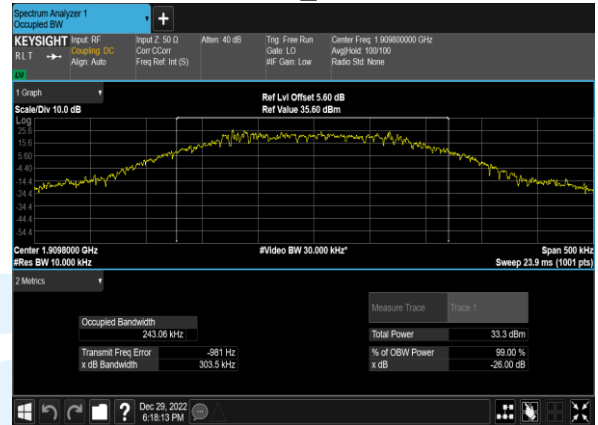 Spectrum Analyzer 1
Occupied BW
+
KEYSIGHT
RLT
Input: RF
Coupling: DC
Align: Auto
Input Z: 50 Ω
Corr CCorr
Freq Ref: Int (S)
Atten: 40 dB
Trig: Free Run
Gate: LO
#IF Gain: Low
Center Freq: 1.909800000 GHz
Avg|Hold: 100/100
Radio Std: None
1 Graph
Scale/Div 10.0 dB
Ref Lvl Offset 5.60 dB
Ref Value 35.60 dBm
Log
25.6
15.6
5.60
-4.40
-14.4
-24.4
-34.4
-44.4
-54.4
Center 1.9098000 GHz
#Res BW 10.000 kHz
#Video BW 30.000 kHz*
Span 500 kHz
Sweep 23.9 ms (1001 pts)
2 Metrics
Measure Trace Trace 1
Occupied Bandwidth
243.06 kHz
Total Power 33.3 dBm
Transmit Freq Error -981 Hz
% of OBW Power 99.00 %
x dB Bandwidth 303.5 kHz
x dB -26.00 dB
?
Dec 29, 2022
6:18:13 PM